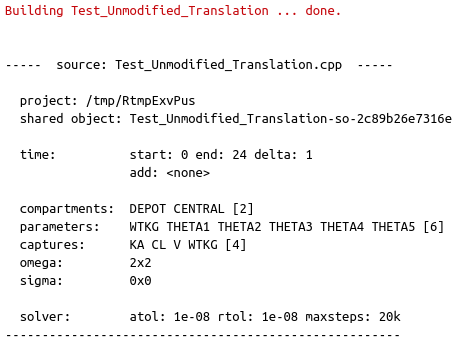 Building Test_Unmodified_Translation ... done.
-----  source: Test_Unmodified_Translation.cpp  -----
project: /tmp/RtmpExvPus
shared object: Test_Unmodified_Translation-so-2c89b26e7316e
time:          start: 0 end: 24 delta: 1
add: <none>
compartments:  DEPOT CENTRAL [2]
parameters:    WTKG THETA1 THETA2 THETA3 THETA4 THETA5 [6]
captures:      KA CL V WTKG [4]
omega:         2x2
sigma:         0x0
solver:        atol: 1e-08 rtol: 1e-08 maxsteps: 20k
------------------------------------------------------